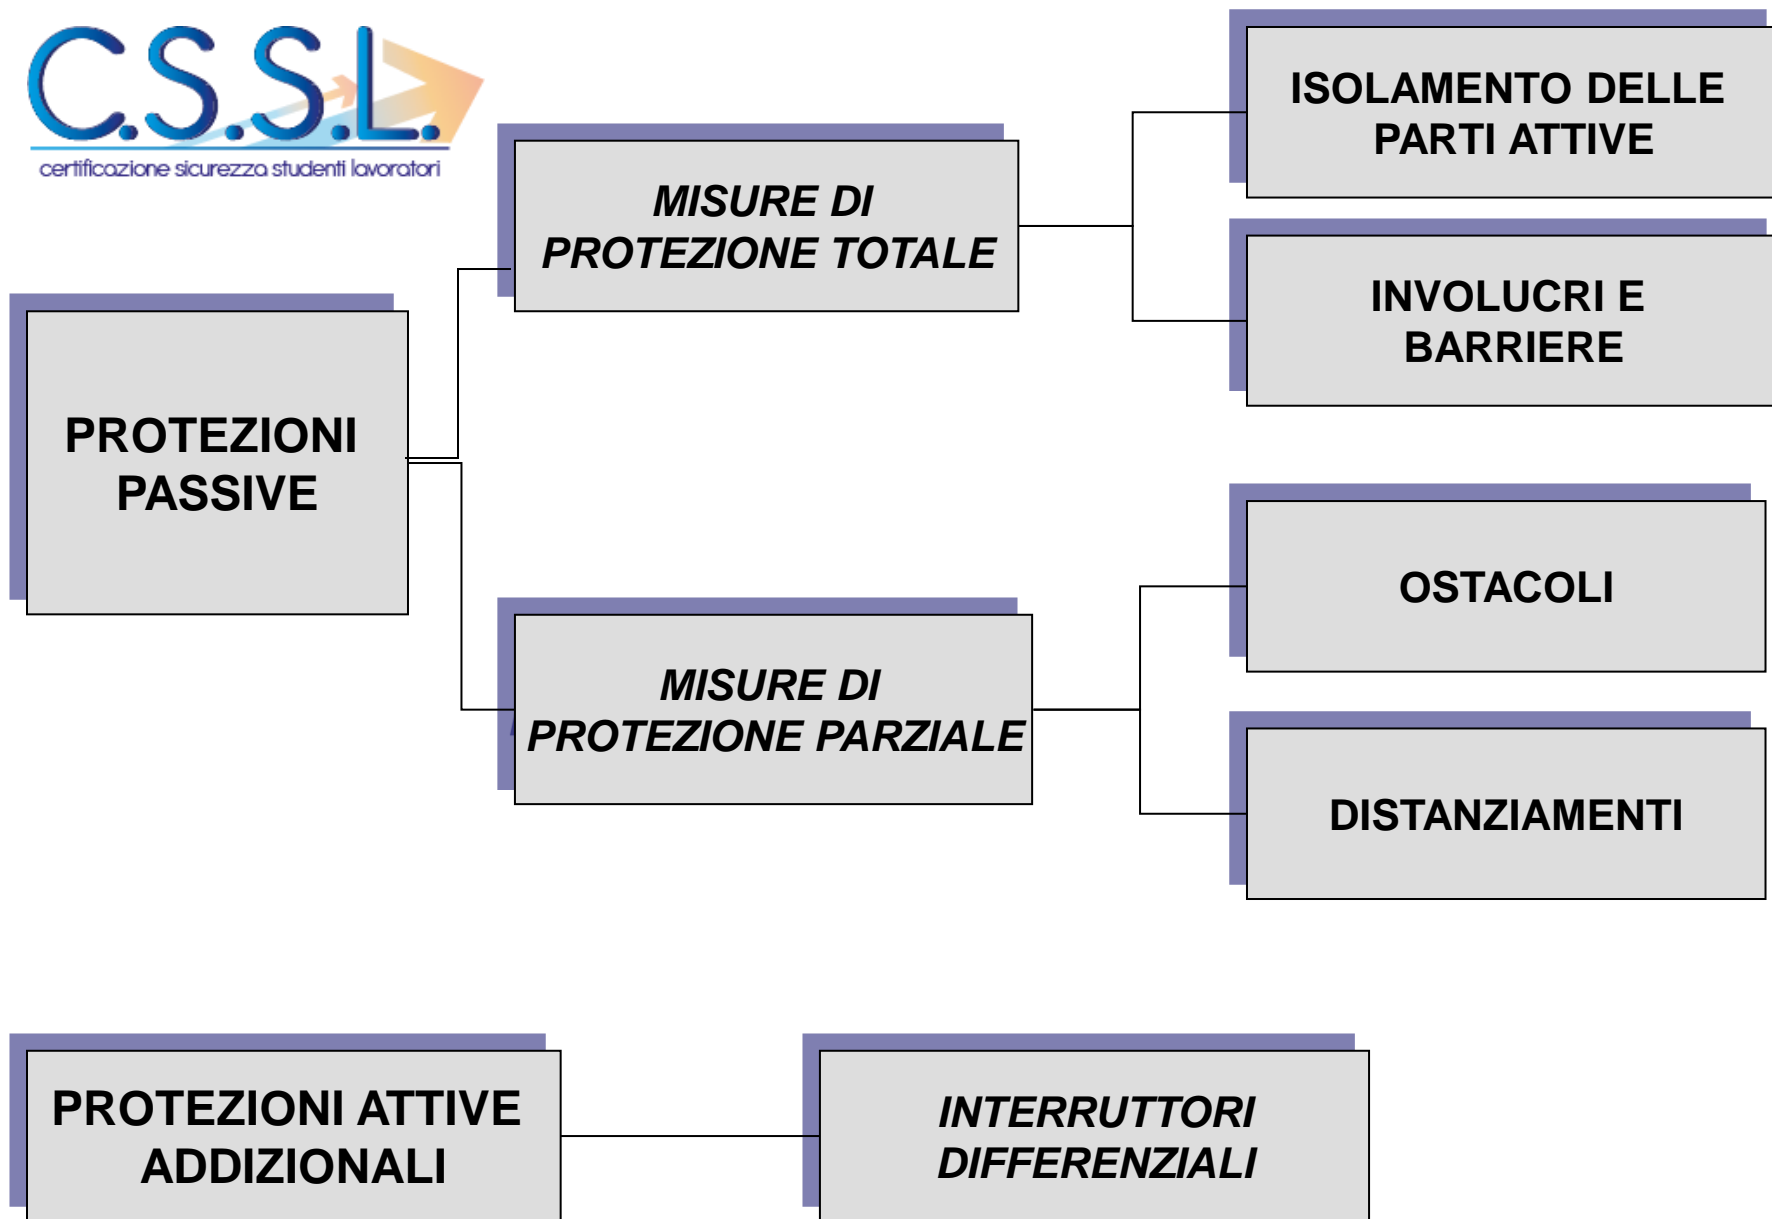 C.S.S.L.
certificazione sicurezza studenti lavoratori
ISOLAMENTO DELLE
PARTI ATTIVE
MISURE DI
PROTEZIONE TOTALE
INVOLUCRI E
BARRIERE
PROTEZIONI
PASSIVE
OSTACOLI
MISURE DI
PROTEZIONE PARZIALE
DISTANZIAMENTI
PROTEZIONI ATTIVE
ADDIZIONALI
INTERRUTTORI
DIFFERENZIALI